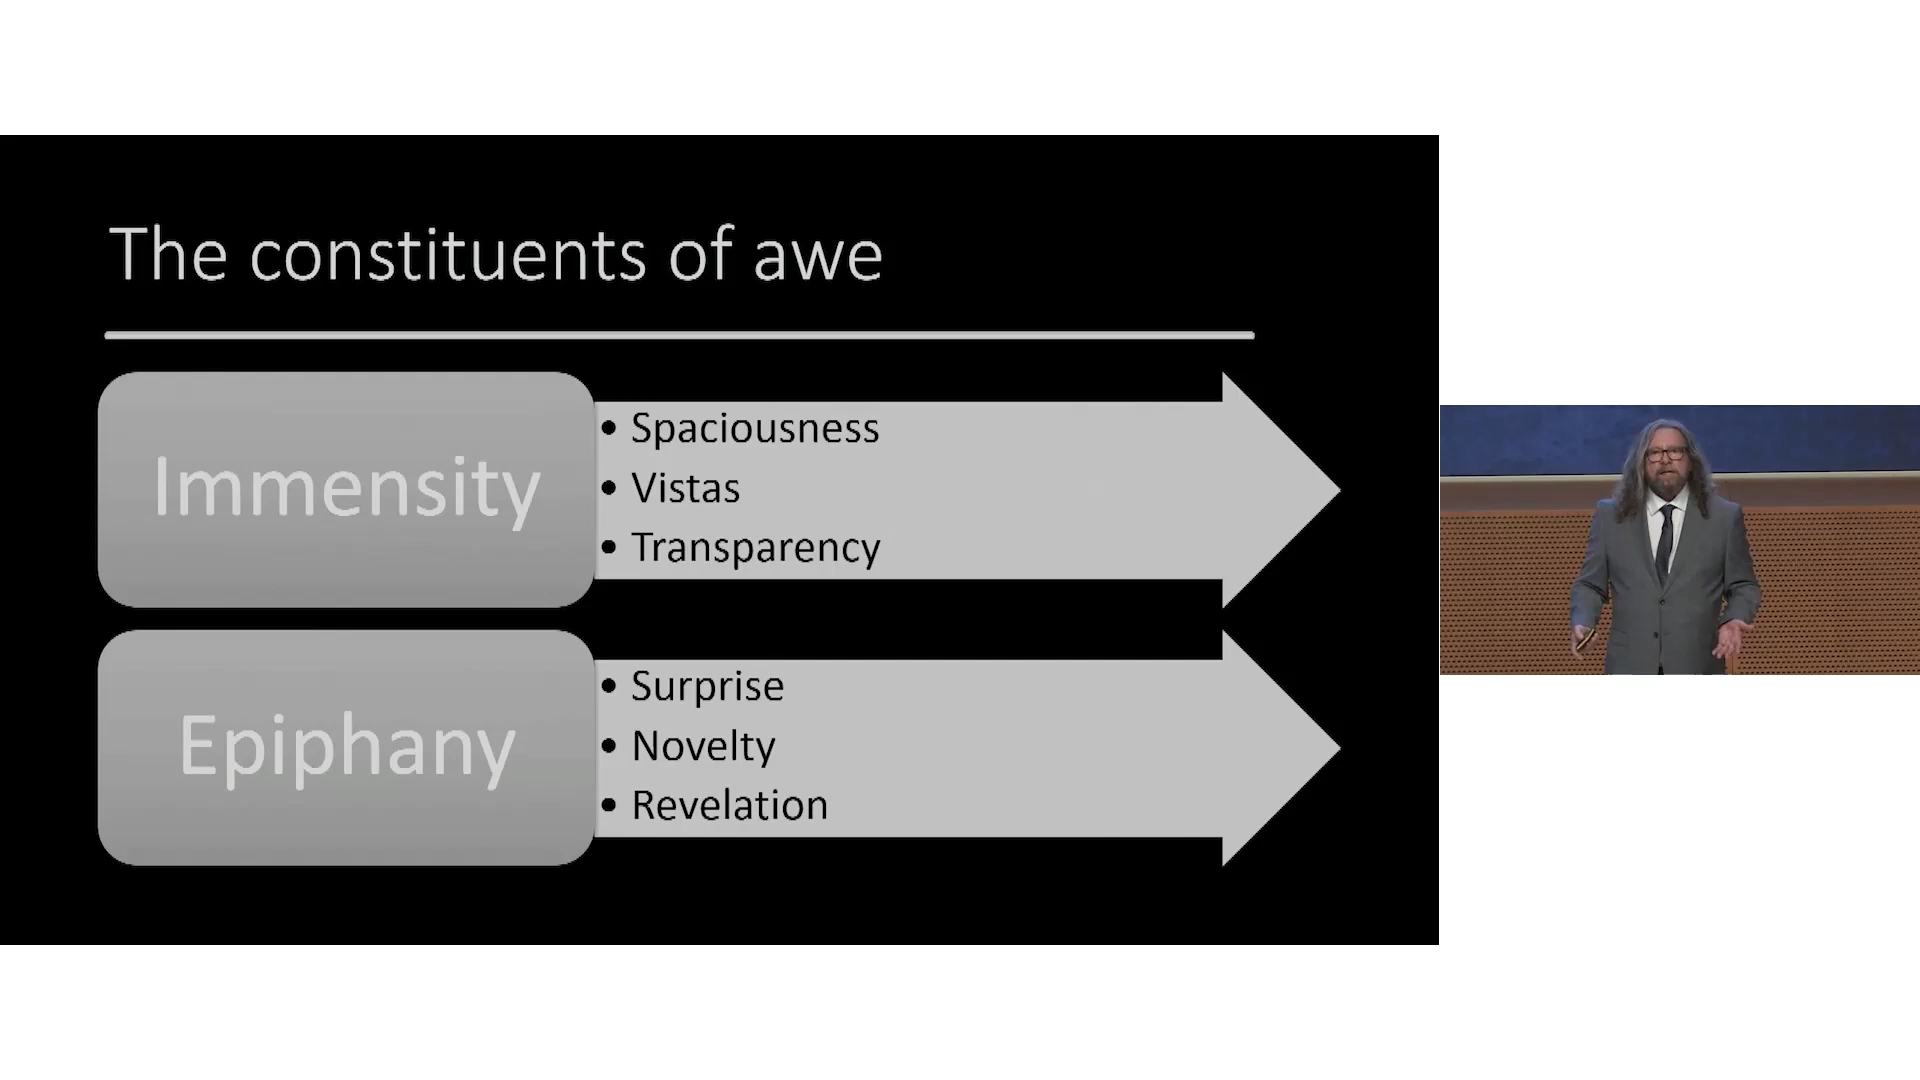 The constituents of awe
Immensity
• Spaciousness
• Vistas
• Transparency
Epiphany
• Surprise
• Novelty
• Revelation